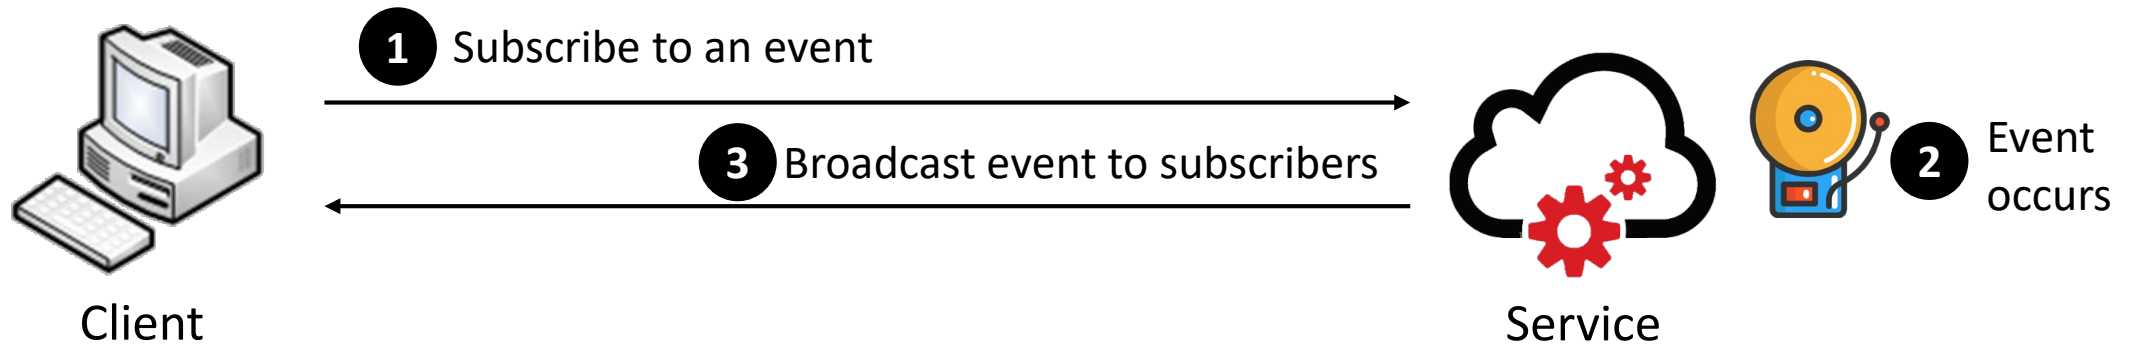 1 Subscribe to an event
3 Broadcast event to subscribers
2 Event
occurs
Client
Service